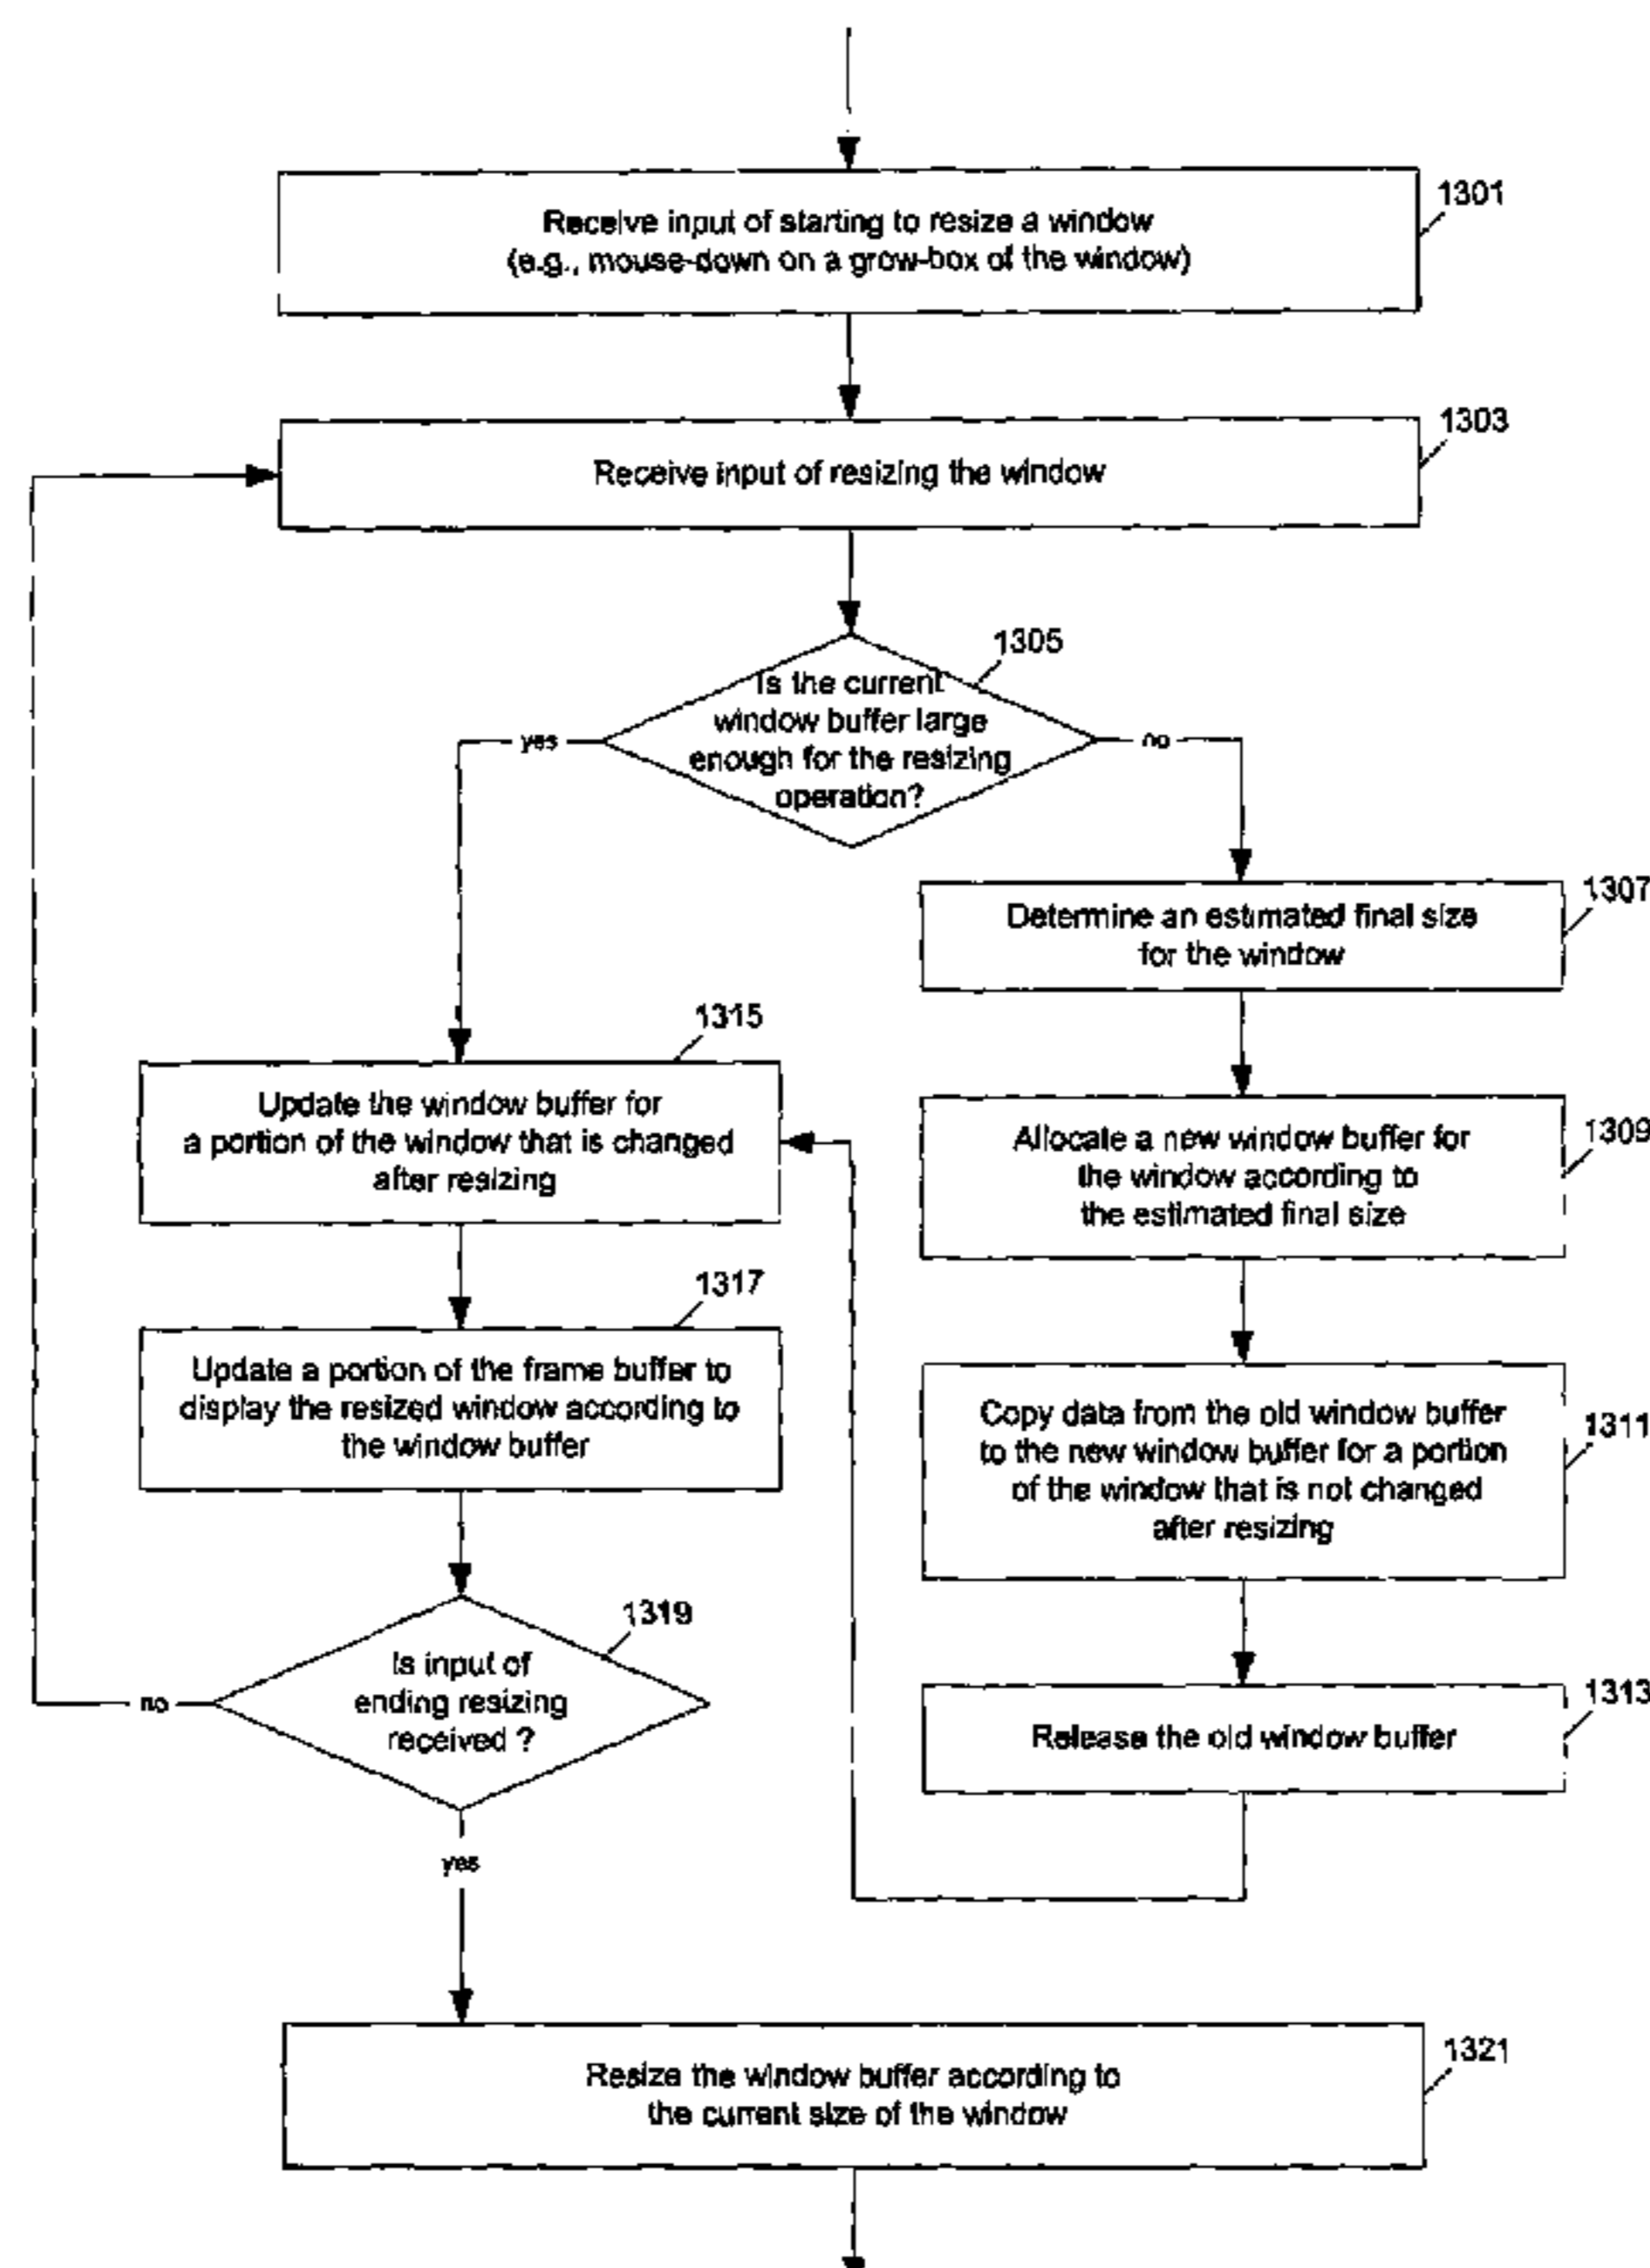 1301
Receive input of starting to resize a window
(e.g., mouse-down on a grow-box of the window)
1303
Receive input of resizing the window
1305
Is the current
window buffer large
enough for the resizing
operation?
yes
no
1307
Determine an estimated final size
for the window
1315
Update the window buffer for
a portion of the window that is changed
after resizing
1309
Allocate a new window buffer for
the window according to
the estimated final size
1317
Update a portion of the frame buffer to
display the resized window according to
the window buffer
1311
Copy data from the old window buffer
to the new window buffer for a portion
of the window that is not changed
after resizing
1319
Is input of
ending resizing
received ?
no
yes
1313
Release the old window buffer
1321
Resize the window buffer according to
the current size of the window